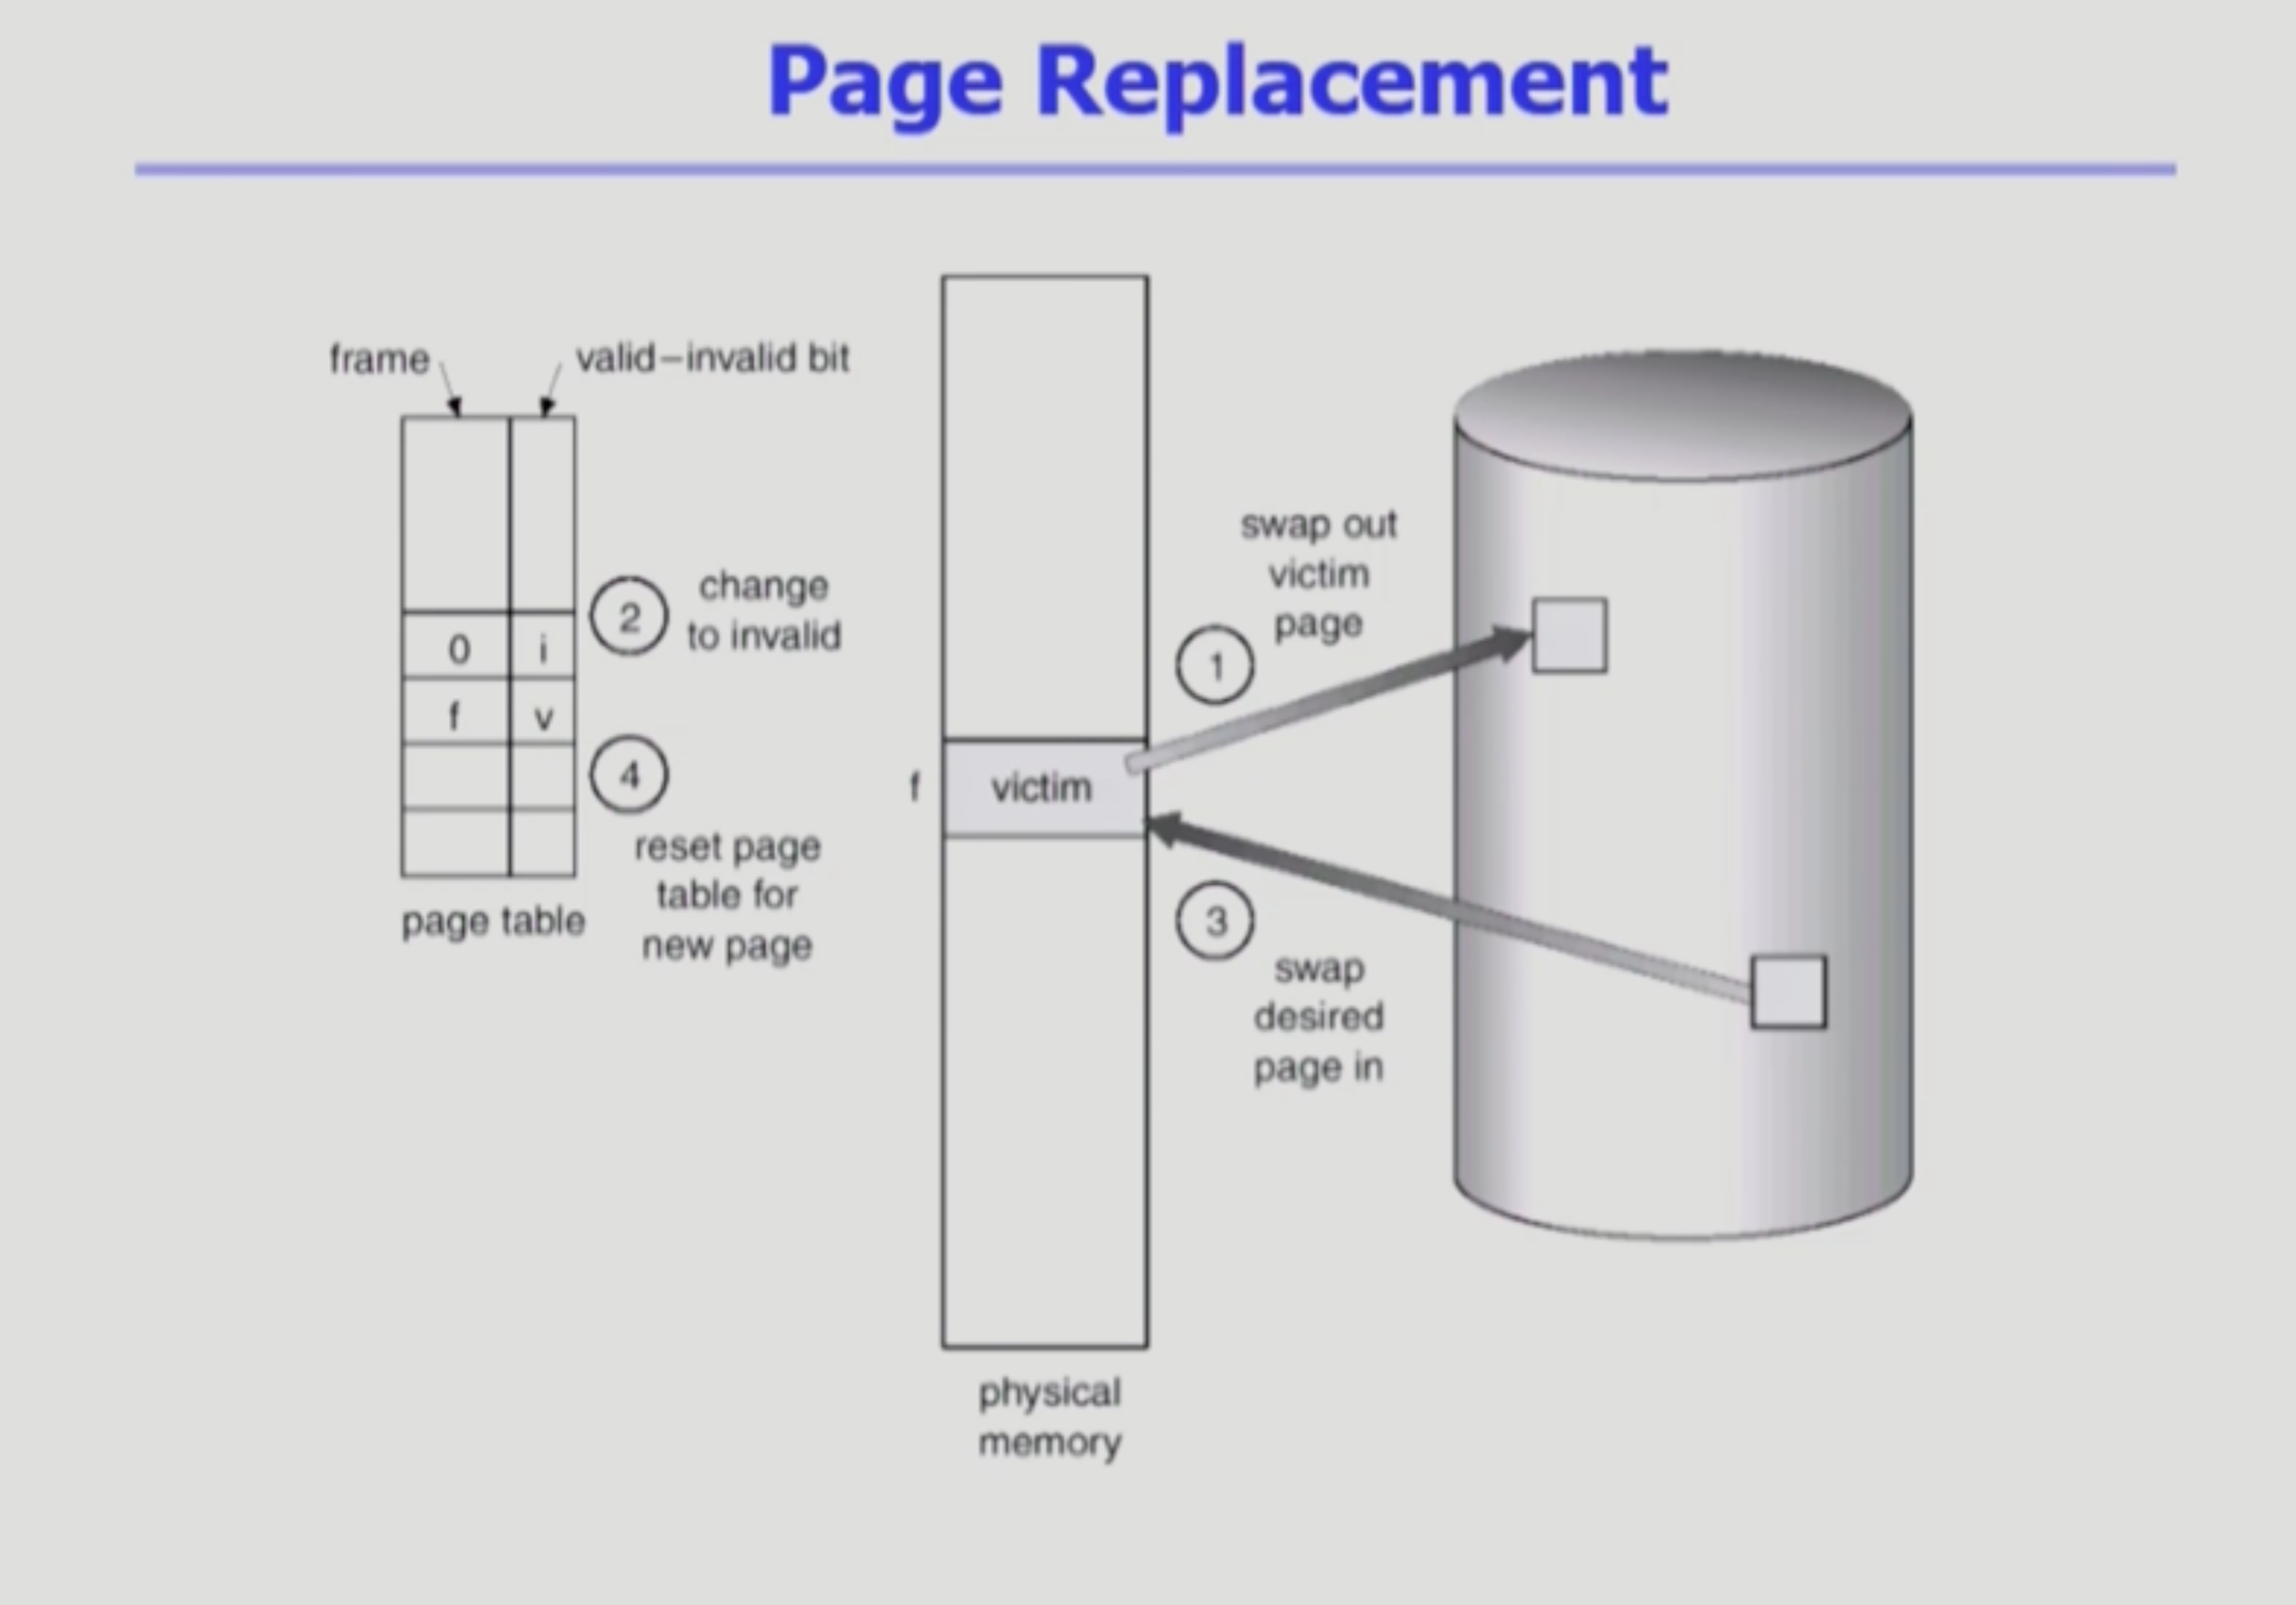 Page Replacement
frame
valid–invalid bit
0 i
f v
2
change
to invalid
4
reset page
table for
new page
page table
f
victim
physical
memory
1
swap out
victim
page
3
swap
desired
page in